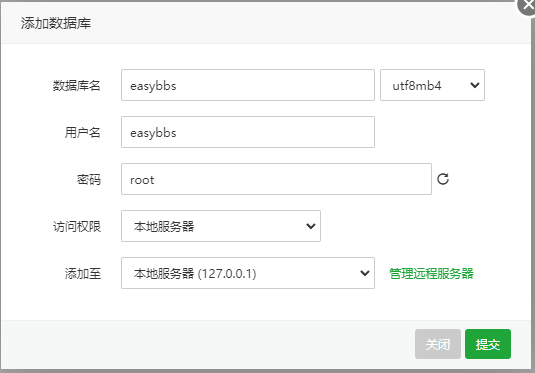 添加数据库
数据库名 easybbs utf8mb4
用户名 easybbs
密码 root
访问权限 本地服务器
添加至 本地服务器 (127.0.0.1) 管理远程服务器
关闭 提交